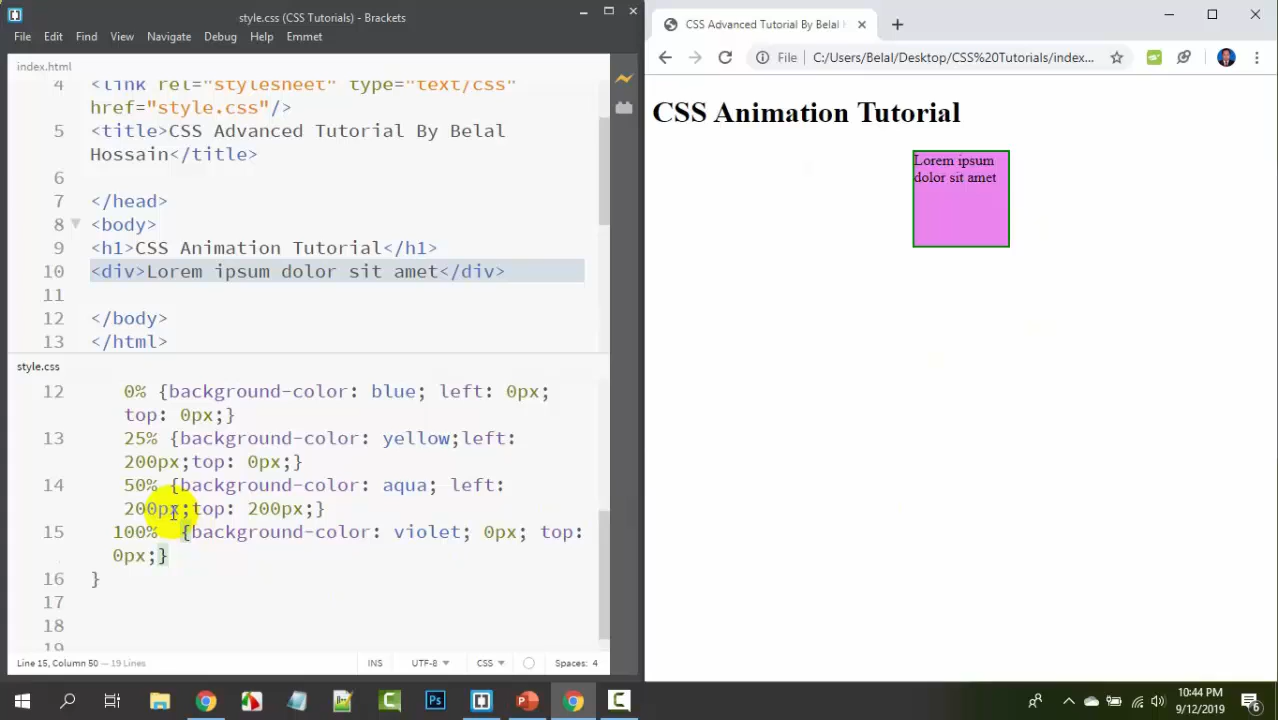 style.css (CSS Tutorials) - Brackets
File Edit Find View Navigate Debug Help Emmet
index.html
4 <link rel="stylesheet" type="text/css"
href="style.css"/>
5 <title>CSS Advanced Tutorial By Belal
Hossain</title>
6
7 </head>
8 <body>
9 <h1>CSS Animation Tutorial</h1>
10 <div>Lorem ipsum dolor sit amet</div>
11
12 </body>
13 </html>
style.css
12 0% {background-color: blue; left: 0px;
top: 0px;}
13 25% {background-color: yellow;left:
200px;top: 0px;}
14 50% {background-color: aqua; left:
200px;top: 200px;}
15 100% {background-color: violet; 0px; top:
0px;}
16 }
17
18
19
Line 15, Column 50 — 19 Lines
INS UTF-8 CSS Spaces: 4
CSS Advanced Tutorial By Belal
File C:/Users/Belal/Desktop/CSS%20Tutorials/index...
CSS Animation Tutorial
Lorem ipsum
dolor sit amet
Ps
10:44 PM
9/12/2019
6